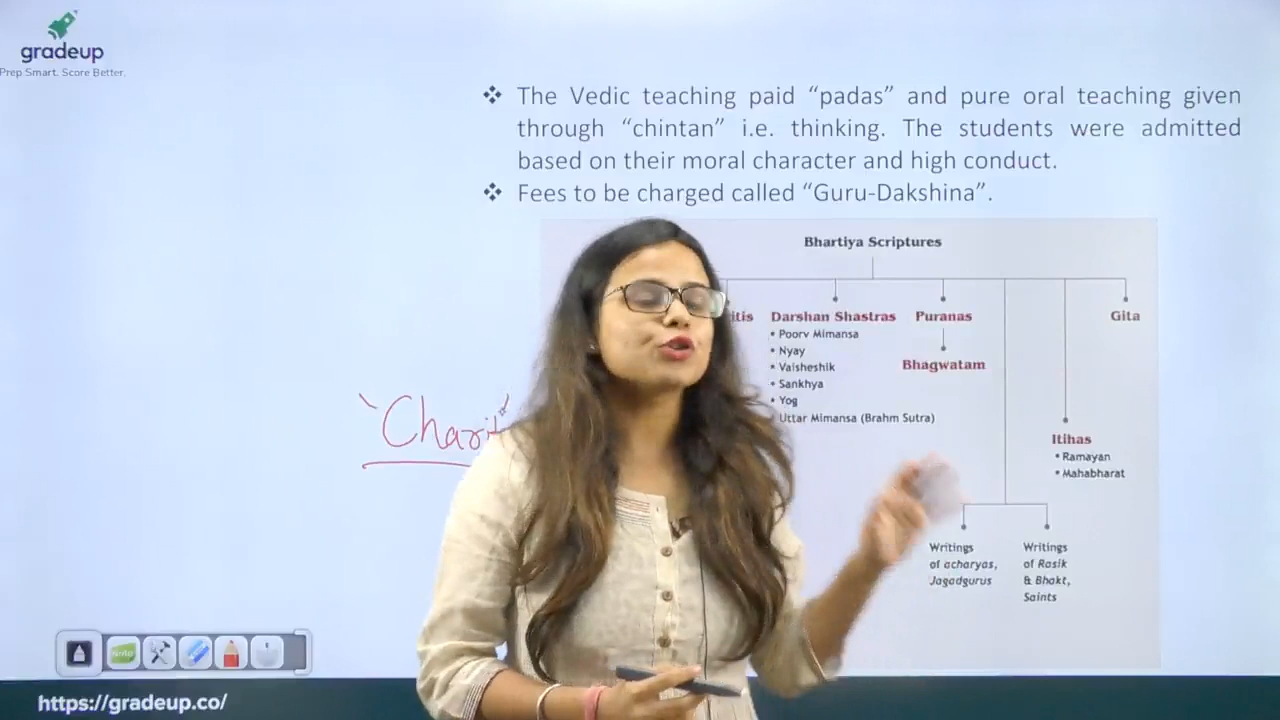 gradeup
Prep Smart. Score Better.
❖ The Vedic teaching paid “padas” and pure oral teaching given
through “chintan” i.e. thinking. The students were admitted
based on their moral character and high conduct.
❖ Fees to be charged called “Guru-Dakshina”.
Bhartiya Scriptures
Darshan Shastras
• Poorv Mimansa
• Nyay
• Vaisheshik
• Sankhya
• Yog
Uttar Mimansa (Brahm Sutra)
Puranas
Bhagwatam
Gita
Itihas
• Ramayan
• Mahabharat
Writings
of acharyas,
Jagadgurus
Writings
of Rasik
& Bhakt,
Saints
https://gradeup.co/